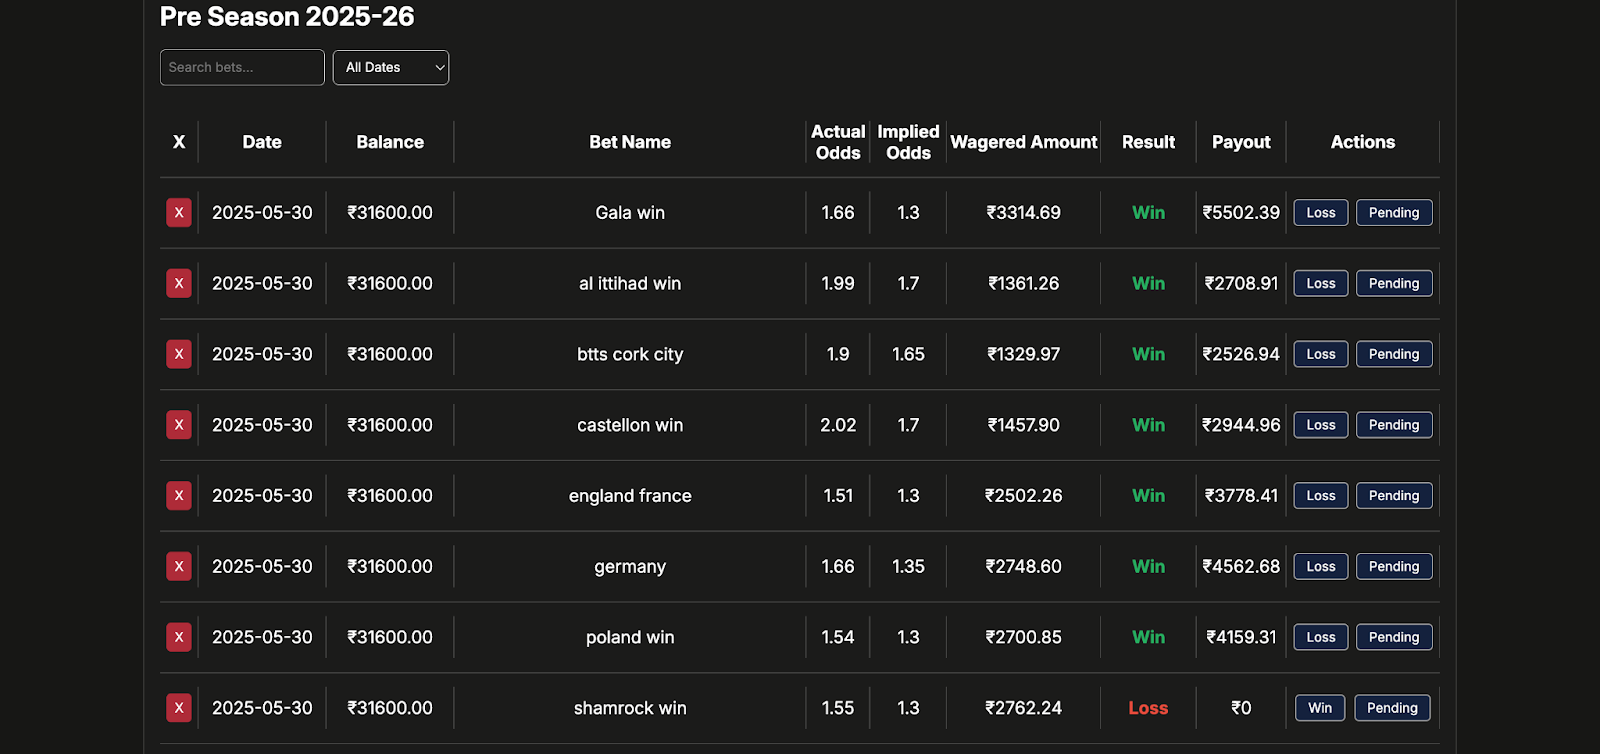 Pre Season 2025-26
Search bets... All Dates
X Date Balance Bet Name Actual Odds Implied Odds Wagered Amount Result Payout Actions
X 2025-05-30 ₹31600.00 Gala win 1.66 1.3 ₹3314.69 Win ₹5502.39 Loss Pending
X 2025-05-30 ₹31600.00 al ittihad win 1.99 1.7 ₹1361.26 Win ₹2708.91 Loss Pending
X 2025-05-30 ₹31600.00 btts cork city 1.9 1.65 ₹1329.97 Win ₹2526.94 Loss Pending
X 2025-05-30 ₹31600.00 castellon win 2.02 1.7 ₹1457.90 Win ₹2944.96 Loss Pending
X 2025-05-30 ₹31600.00 england france 1.51 1.3 ₹2502.26 Win ₹3778.41 Loss Pending
X 2025-05-30 ₹31600.00 germany 1.66 1.35 ₹2748.60 Win ₹4562.68 Loss Pending
X 2025-05-30 ₹31600.00 poland win 1.54 1.3 ₹2700.85 Win ₹4159.31 Loss Pending
X 2025-05-30 ₹31600.00 shamrock win 1.55 1.3 ₹2762.24 Loss ₹0 Win Pending